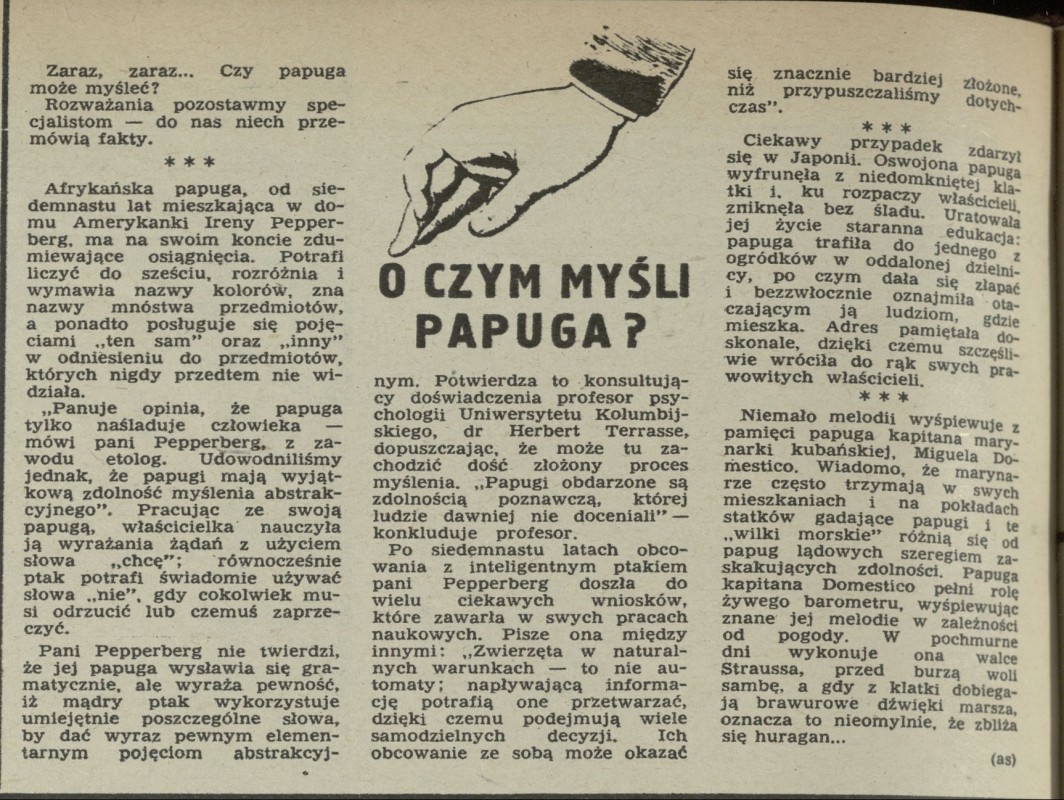 Zaraz, zaraz... Czy papuga
może myśleć?
Rozważania pozostawmy spe-
cjalistom — do nas niech prze-
mówią fakty.
* * *
Afrykańska papuga, od sie-
demnastu lat mieszkająca w do-
mu Amerykanki Ireny Pepper-
berg, ma na swoim koncie zdu-
miewające osiągnięcia. Potrafi
liczyć do sześciu, rozróżnia i
wymawia nazwy kolorów, zna
nazwy mnóstwa przedmiotów,
a ponadto posługuje się poję-
ciami „ten sam” oraz „inny”
w odniesieniu do przedmiotów,
których nigdy przedtem nie wi-
działa.
„Panuje opinia, że papuga
tylko naśladuje człowieka —
mówi pani Pepperberg, z za-
wodu etolog. Udowodniliśmy
jednak, że papugi mają wyjąt-
kową zdolność myślenia abstrak-
cyjnego”. Pracując ze swoją
papugą, właścicielka nauczyła
ją wyrażania żądań z użyciem
słowa „chcę”; równocześnie
ptak potrafi świadomie używać
słowa „nie”, gdy cokolwiek mu-
si odrzucić lub czemuś zaprze-
czyć.
Pani Pepperberg nie twierdzi,
że jej papuga wysławia się gra-
matycznie, ale wyraża pewność,
iż mądry ptak wykorzystuje
umiejętnie poszczególne słowa,
by dać wyraz pewnym elemen-
tarnym pojęciom abstrakcyj-
O CZYM MYŚLI
PAPUGA?
nym. Potwierdza to konsultują-
cy doświadczenia profesor psy-
chologii Uniwersytetu Kolumbij-
skiego, dr Herbert Terrasse,
dopuszczając, że może tu za-
chodzić dość złożony proces
myślenia. „Papugi obdarzone są
zdolnością poznawczą, której
ludzie dawniej nie doceniali” —
konkluduje profesor.
Po siedemnastu latach obco-
wania z inteligentnym ptakiem
pani Pepperberg doszła do
wielu ciekawych wniosków,
które zawarła w swych pracach
naukowych. Pisze ona między
innymi: „Zwierzęta w natural-
nych warunkach — to nie au-
tomaty; napływającą informa-
cję potrafią one przetwarzać,
dzięki czemu podejmują wiele
samodzielnych decyzji. Ich
obcowanie ze sobą może okazać
się znacznie bardziej złożone,
niż przypuszczaliśmy dotych-
czas”.
* * *
Ciekawy przypadek zdarzył
się w Japonii. Oswojona papuga
wyfrunęła z niedomkniętej kla-
tki i, ku rozpaczy właścicieli,
zniknęła bez śladu. Uratowała
jej życie staranna edukacja:
papuga trafiła do jednego z
ogródków w oddalonej dzielni-
cy, po czym dała się złapać
i bezzwłocznie oznajmiła ota-
czającym ją ludziom, gdzie
mieszka. Adres pamiętała do-
skonale, dzięki czemu szczęśli-
wie wróciła do rąk swych pra-
wowitych właścicieli.
* * *
Niemało melodii wyśpiewuje z
pamięci papuga kapitana mary-
narki kubańskiej, Miguela Do-
mestico. Wiadomo, że maryna-
rze często trzymają w swych
mieszkaniach i na pokładach
statków gadające papugi i te
„wilki morskie” różnią się od
papug lądowych szeregiem za-
skakujących zdolności. Papuga
kapitana Domestico pełni rolę
żywego barometru, wyśpiewując
znane jej melodie w zależności
od pogody. W pochmurne
dni wykonuje ona walce
Straussa, przed burzą woli
sambę, a gdy z klatki dobiega-
ją brawurowe dźwięki marsza,
oznacza to nieomylnie, że zbliża
się huragan...
(as)